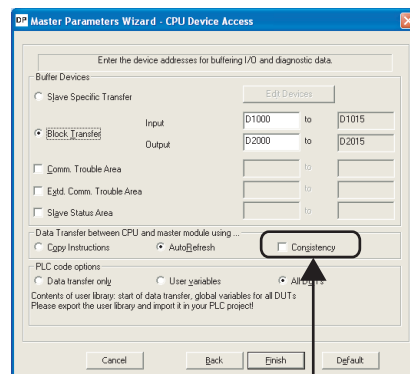 DP Master Parameters Wizard - CPU Device Access
Enter the device addresses for buffering I/O and diagnostic data.
Buffer Devices
Slave Specific Transfer
Edit Devices
Block Transfer
Input
D1000
to
D1015
Output
D2000
to
D2015
Comm. Trouble Area
to
Extd. Comm. Trouble Area
to
Slave Status Area
to
Data Transfer between CPU and master module using ...
Copy Instructions
AutoRefresh
Consistency
PLC code options
Data transfer only
User variables
All DUTs
Contents of user library: start of data transfer, global variables for all DUTs
Please export the user library and import it in your PLC project!
Cancel
Back
Finish
Default